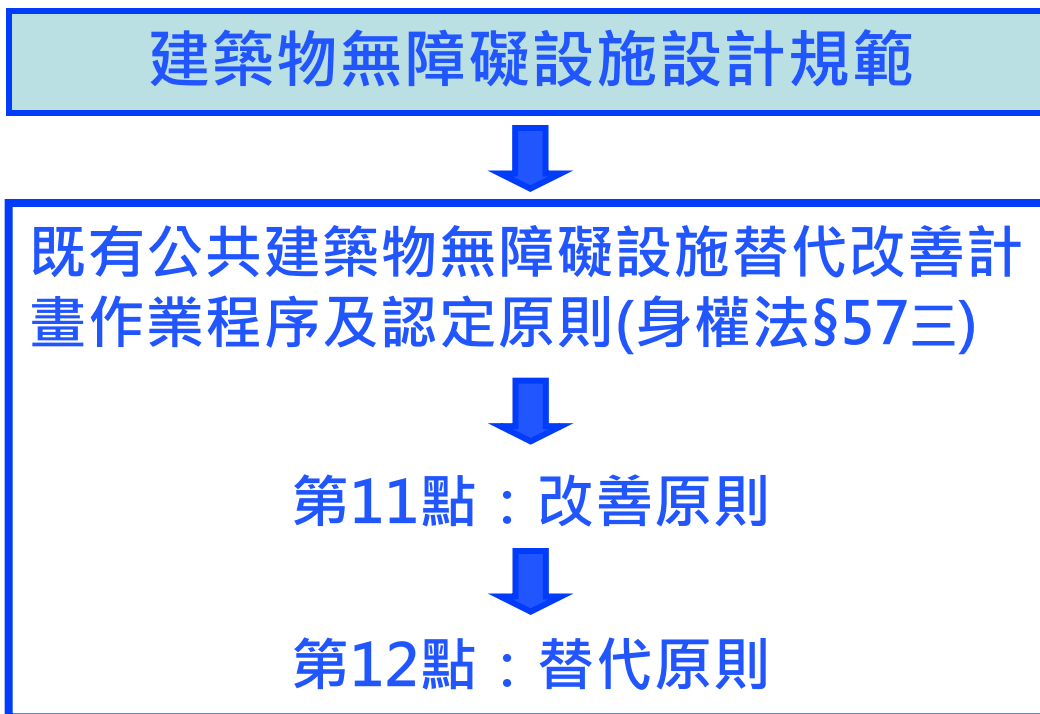 建築物無障礙設施設計規範
既有公共建築物無障礙設施替代改善計
畫作業程序及認定原則(身權法§57三)
第11點：改善原則
第12點：替代原則